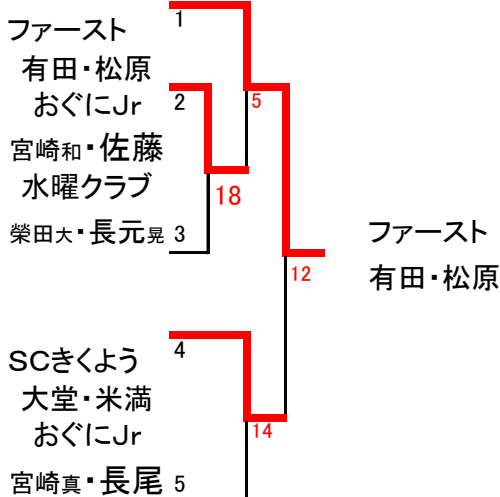 ファースト
1
有田・松原
おぐにJr
2
5
宮崎和・佐藤
水曜クラブ
18
榮田大・長元晃 3
ファースト
12
有田・松原
4
SCきくよう
大堂・米満
おぐにJr
14
宮崎真・長尾 5